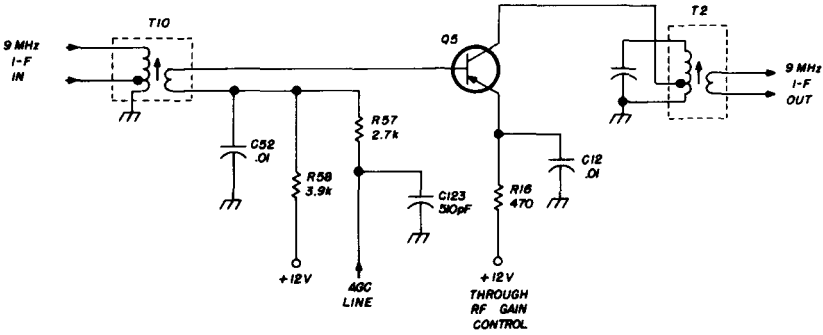 T10
T2
Q5
9 MHz
I-F
IN
9 MHz
I-F
OUT
C52
.01
R57
2.7k
R58
3.9k
C123
510pF
C12
.01
R16
470
+12V
AGC
LINE
+12V
THROUGH
RF GAIN
CONTROL